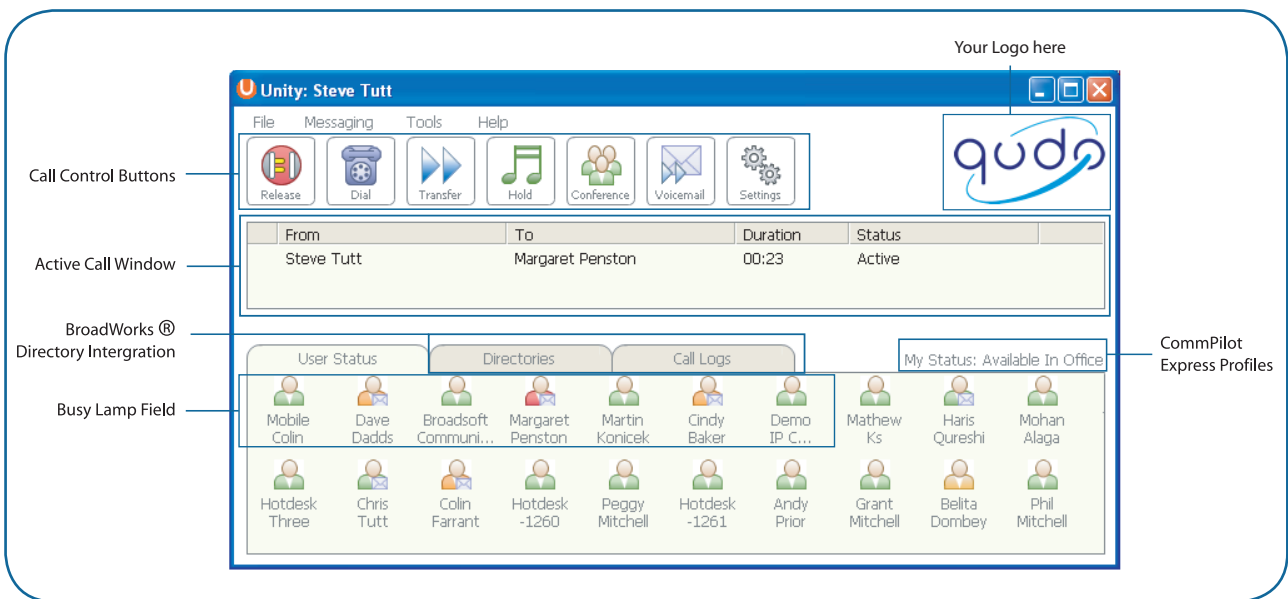 Your Logo here
Unity: Steve Tutt
File Messaging Tools Help
qudo
Call Control Buttons
Release Dial Transfer Hold Conference Voicemail Settings
From To Duration Status
Active Call Window
Steve Tutt Margaret Penston 00:23 Active
BroadWorks ®
Directory Intergration
User Status Directories Call Logs My Status: Available In Office
CommPilot
Express Profiles
Busy Lamp Field
Mobile Dave Broadsoft Margaret Martin Cindy Demo Mathew Haris Mohan
Colin Dadds Communi... Penston Konicek Baker IP C... Ks Qureshi Alaga
Hotdesk Chris Colin Hotdesk Peggy Hotdesk Andy Grant Belita Phil
Three Tutt Farrant -1260 Mitchell -1261 Prior Mitchell Dombey Mitchell